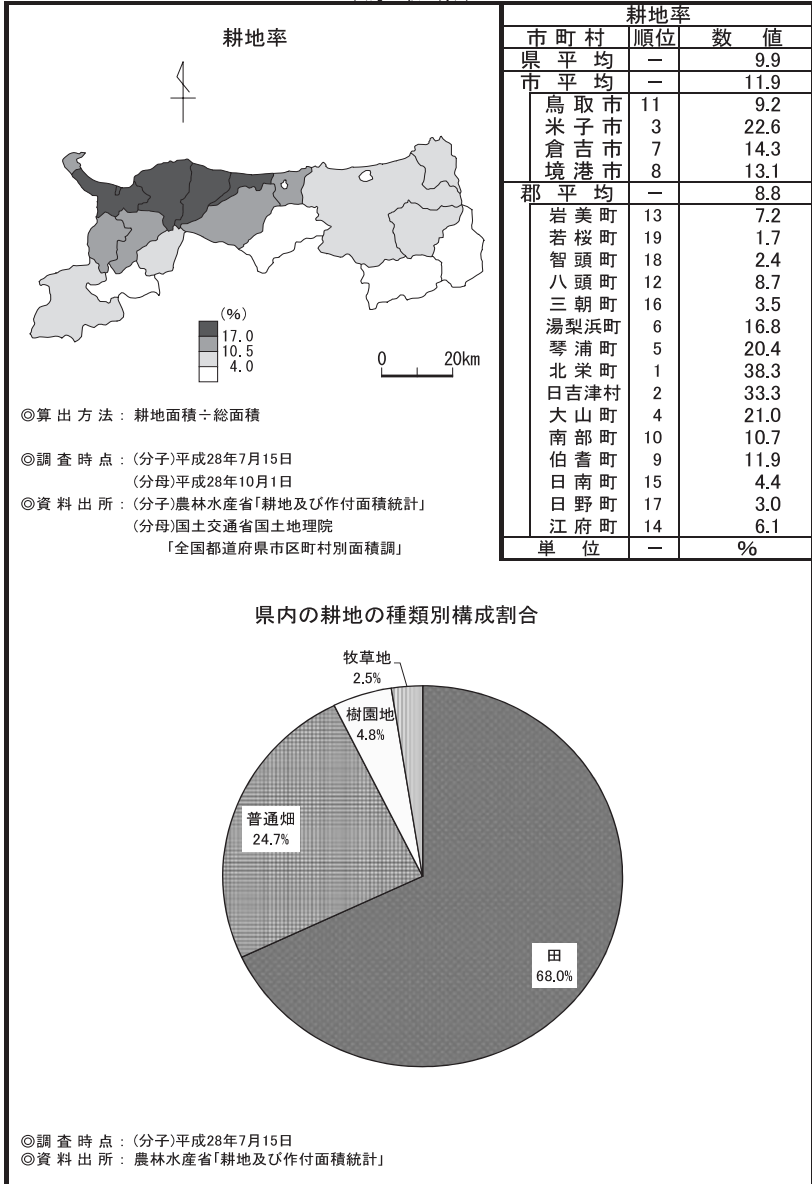 耕地率
(%)
17.0
10.5
4.0
0 20km
◎算出方法：耕地面積÷総面積
◎調査時点：(分子)平成28年7月15日
(分母)平成28年10月1日
◎資料出所：(分子)農林水産省「耕地及び作付面積統計」
(分母)国土交通省国土地理院
「全国都道府県市区町村別面積調」
耕地率
市町村 順位 数値
県平均 － 9.9
市平均 － 11.9
鳥取市 11 9.2
米子市 3 22.6
倉吉市 7 14.3
境港市 8 13.1
郡平均 － 8.8
岩美町 13 7.2
若桜町 19 1.7
智頭町 18 2.4
八頭町 12 8.7
三朝町 16 3.5
湯梨浜町 6 16.8
琴浦町 5 20.4
北栄町 1 38.3
日吉津村 2 33.3
大山町 4 21.0
南部町 10 10.7
伯耆町 9 11.9
日南町 15 4.4
日野町 17 3.0
江府町 14 6.1
単位 － %
県内の耕地の種類別構成割合
牧草地
2.5%
樹園地
4.8%
普通畑
24.7%
田
68.0%
◎調査時点：(分子)平成28年7月15日
◎資料出所：農林水産省「耕地及び作付面積統計」